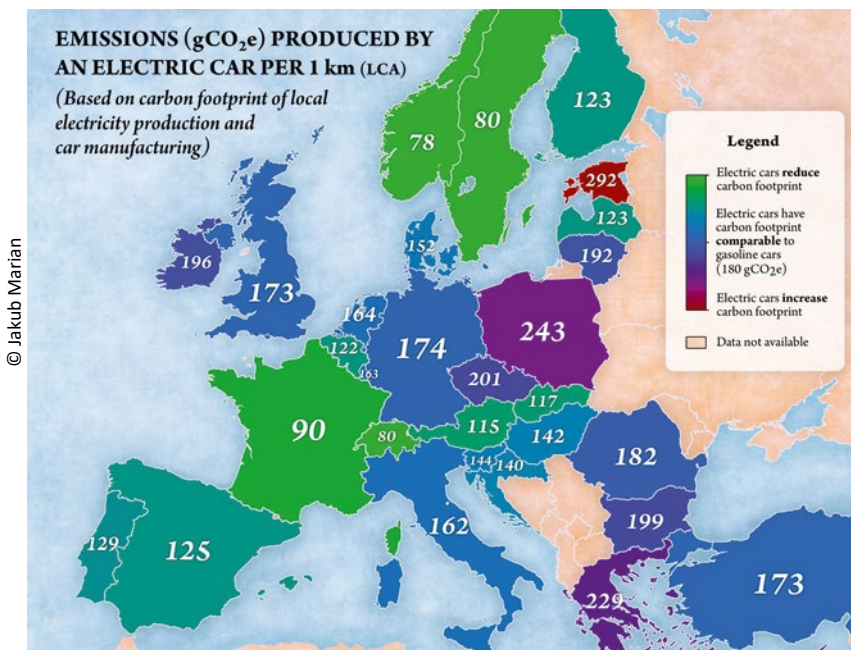 EMISSIONS (gCO₂e) PRODUCED BY
AN ELECTRIC CAR PER 1 km (LCA)
(Based on carbon footprint of local
electricity production and
car manufacturing)
© Jakub Marian
Legend
Electric cars reduce
carbon footprint
Electric cars have
carbon footprint
comparable to
gasoline cars
(180 gCO2e)
Electric cars increase
carbon footprint
Data not available
78
80
123
292
123
192
152
196
173
164
122
163
174
243
201
117
90
80
115
142
144
140
182
162
199
129
125
229
173